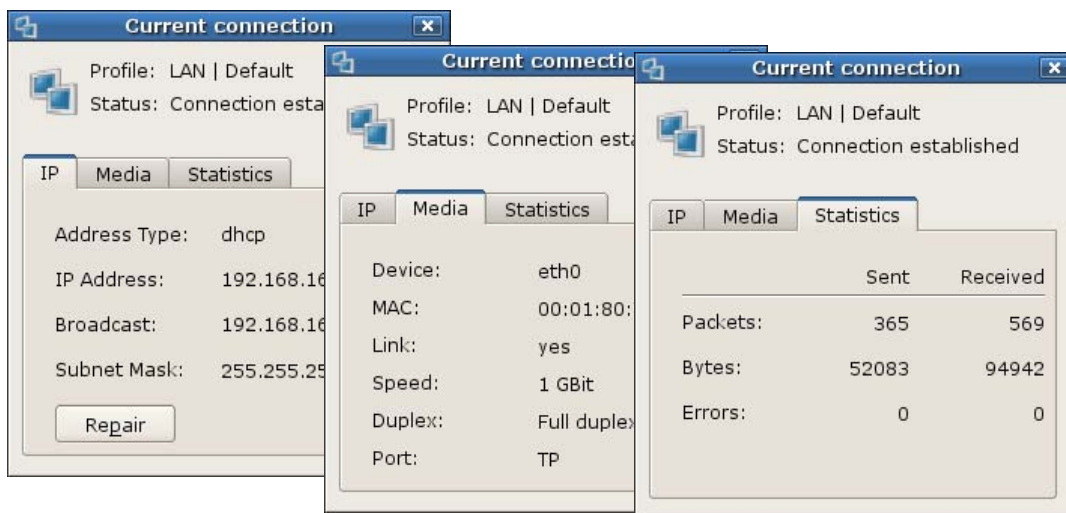 Current connection
Profile: LAN | Default
Status: Connection esta
IP Media Statistics
Address Type: dhcp
IP Address: 192.168.16
Broadcast: 192.168.16
Subnet Mask: 255.255.25
Repair
Current connectio
Profile: LAN | Default
Status: Connection esta
IP Media Statistics
Device: eth0
MAC: 00:01:80:
Link: yes
Speed: 1 GBit
Duplex: Full duplex
Port: TP
Current connection
Profile: LAN | Default
Status: Connection established
IP Media Statistics
Sent Received
Packets: 365 569
Bytes: 52083 94942
Errors: 0 0